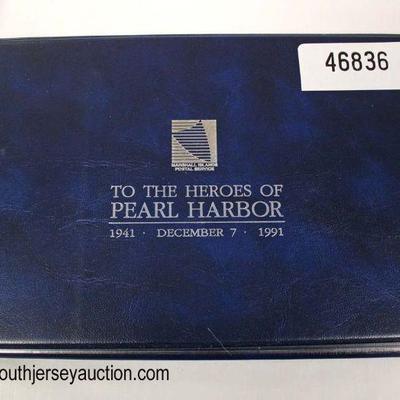 46836
MARSHALL ISLANDS
POSTAL SERVICE
TO THE HEROES OF
PEARL HARBOR
1941 · DECEMBER 7 · 1991
outhjerseyauction.com